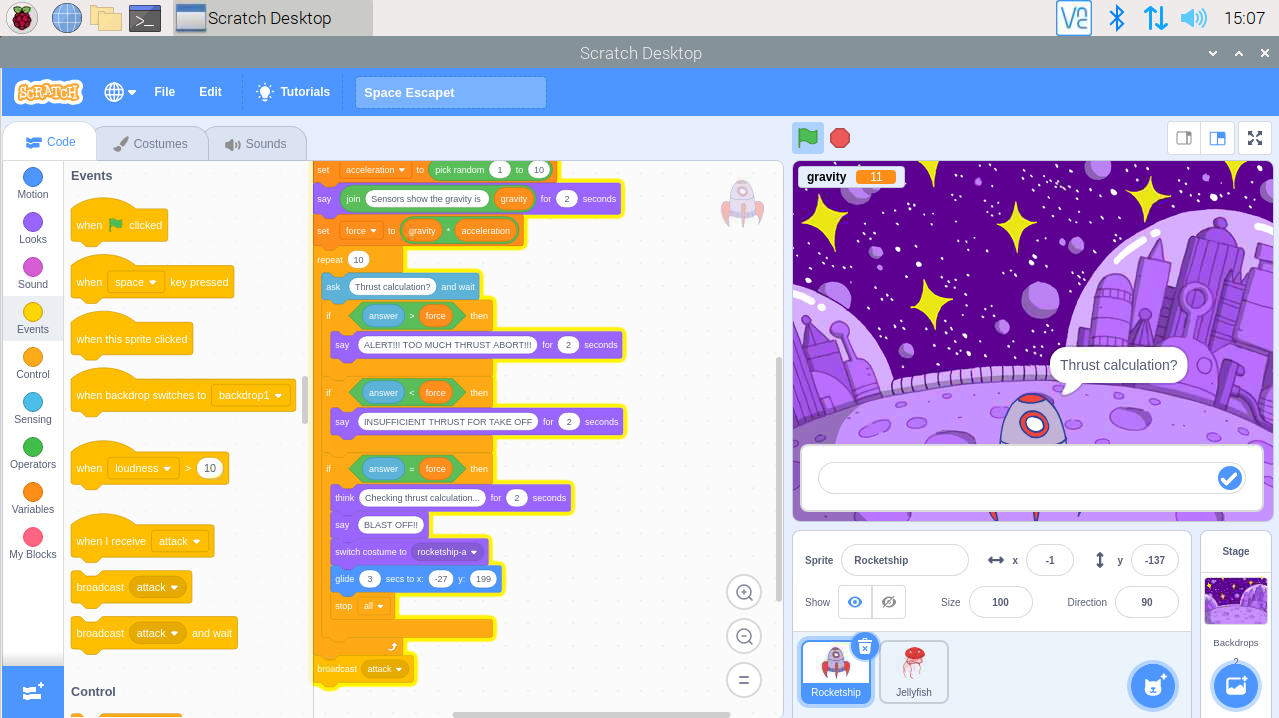 Scratch Desktop
15:07
Scratch Desktop
SCRATCH File Edit Tutorials Space Escapet
Code Costumes Sounds
Motion
Looks
Sound
Events
Control
Sensing
Operators
Variables
My Blocks
Events
when clicked
when space key pressed
when this sprite clicked
when backdrop switches to backdrop1
when loudness > 10
when I receive attack
broadcast attack
broadcast attack and wait
Control
set acceleration to pick random 1 to 10
say join Sensors show the gravity is gravity for 2 seconds
set force to gravity * acceleration
repeat 10
ask Thrust calculation? and wait
if answer > force then
say ALERT!!! TOO MUCH THRUST ABORT!!! for 2 seconds
if answer < force then
say INSUFFICIENT THRUST FOR TAKE OFF for 2 seconds
if answer = force then
think Checking thrust calculation... for 2 seconds
say BLAST OFF!!
switch costume to rocketship-a
glide 3 secs to x: -27 y: 199
stop all
broadcast attack
gravity 11
Thrust calculation?
Sprite Rocketship x -1 y -137
Show Size 100 Direction 90
Rocketship
Jellyfish
Stage
Backdrops
2